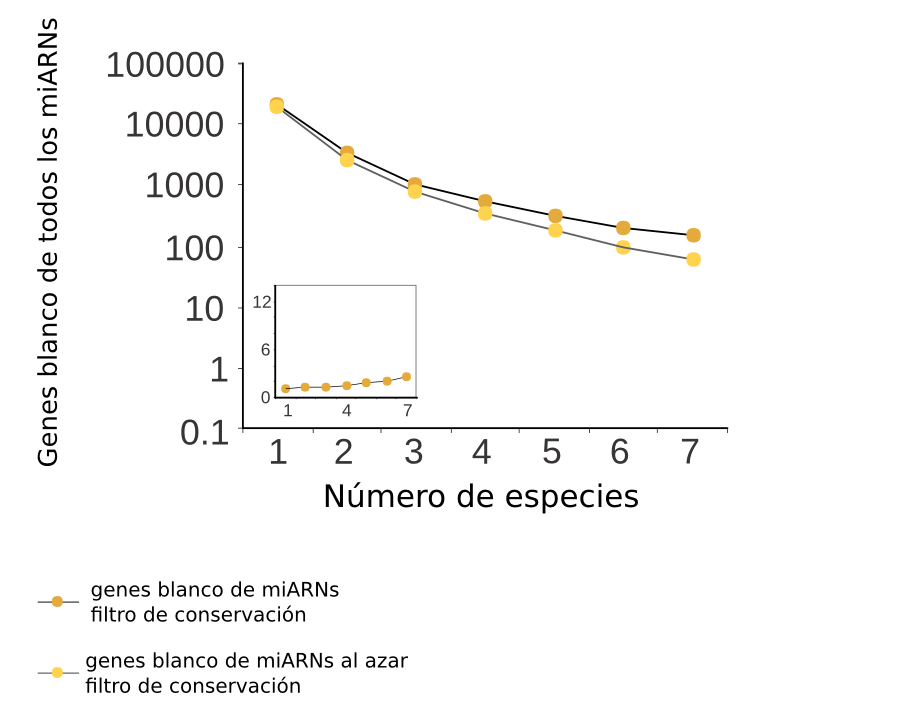 Genes blanco de todos los miARNs
100000
10000
1000
100
10
1
0.1
12
6
0
1 4 7
1 2 3 4 5 6 7
Número de especies
genes blanco de miARNs
filtro de conservación
genes blanco de miARNs al azar
filtro de conservación